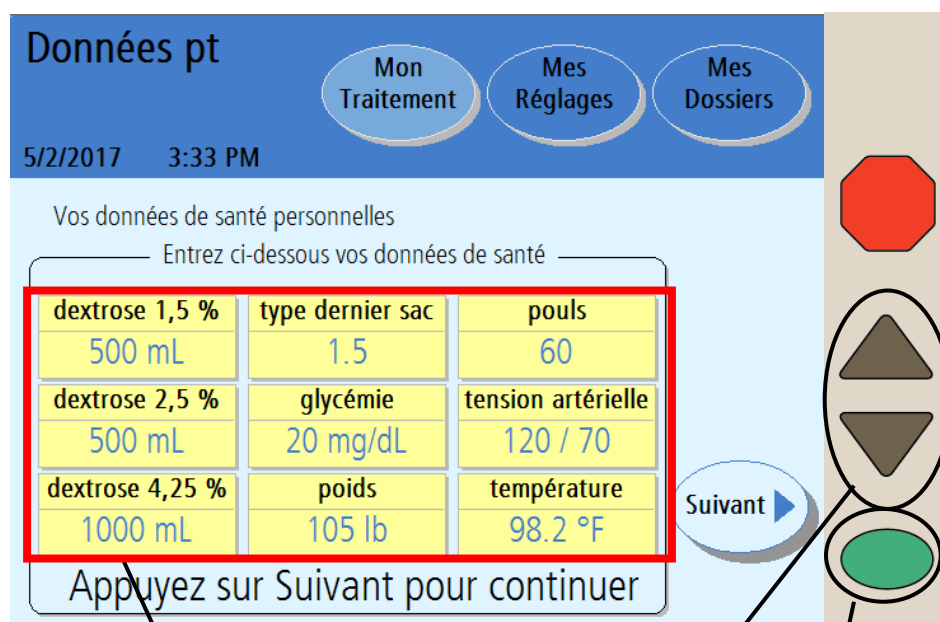 Données pt
Mon
Traitement
Mes
Réglages
Mes
Dossiers
5/2/2017 3:33 PM
Vos données de santé personnelles
Entrez ci-dessous vos données de santé
dextrose 1,5 % type dernier sac pouls
500 mL 1.5 60
dextrose 2,5 % glycémie tension artérielle
500 mL 20 mg/dL 120 / 70
dextrose 4,25 % poids température
1000 mL 105 lb 98.2 °F
Suivant
Appuyez sur Suivant pour continuer